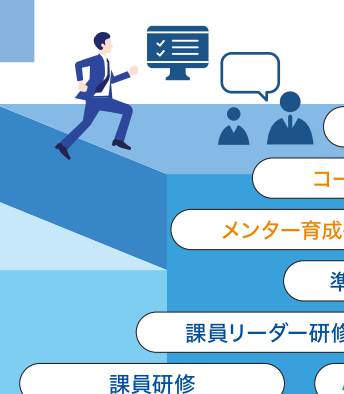 コー
メンター育成
準
課員リーダー研修
課員研修